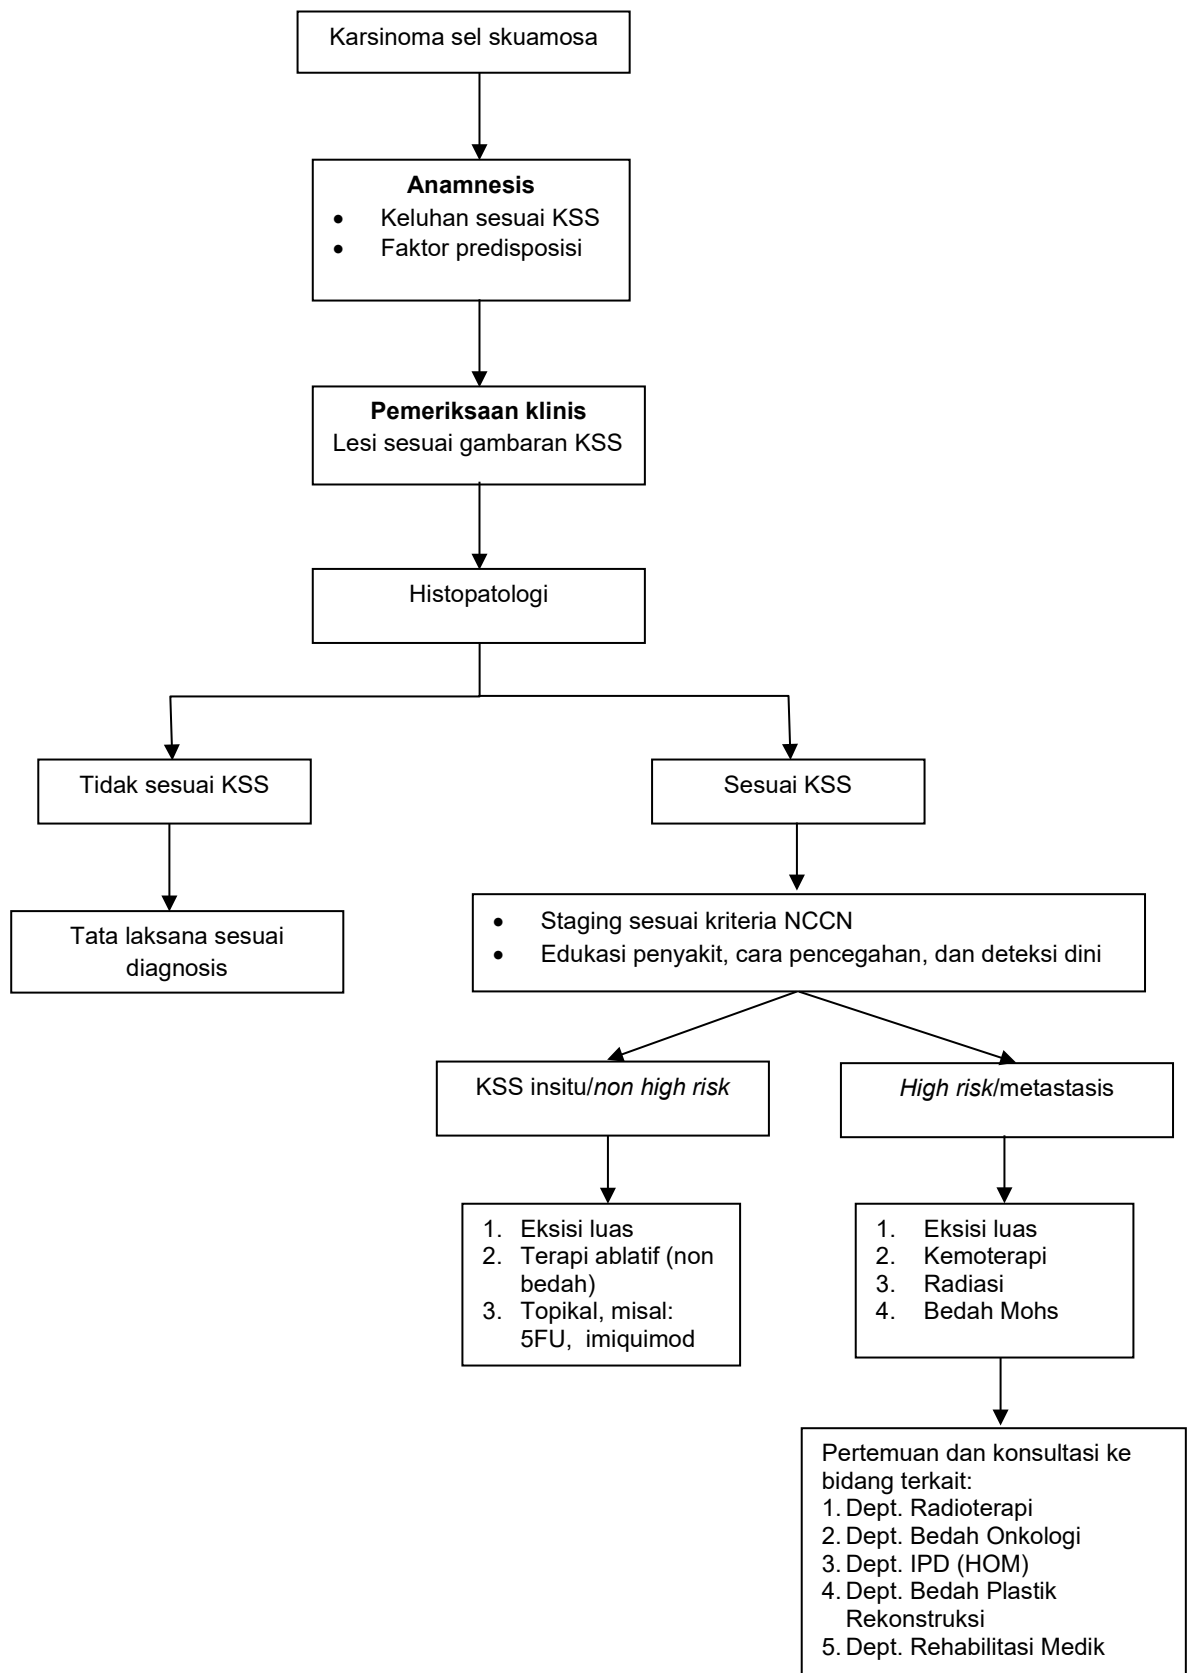 Karsinoma sel skuamosa
Anamnesis
• Keluhan sesuai KSS
• Faktor predisposisi
Pemeriksaan klinis
Lesi sesuai gambaran KSS
Histopatologi
Tidak sesuai KSS
Sesuai KSS
Tata laksana sesuai
diagnosis
• Staging sesuai kriteria NCCN
• Edukasi penyakit, cara pencegahan, dan deteksi dini
KSS insitu/non high risk
High risk/metastasis
1. Eksisi luas
2. Terapi ablatif (non
bedah)
3. Topikal, misal:
5FU, imiquimod
1. Eksisi luas
2. Kemoterapi
3. Radiasi
4. Bedah Mohs
Pertemuan dan konsultasi ke
bidang terkait:
1. Dept. Radioterapi
2. Dept. Bedah Onkologi
3. Dept. IPD (HOM)
4. Dept. Bedah Plastik
Rekonstruksi
5. Dept. Rehabilitasi Medik